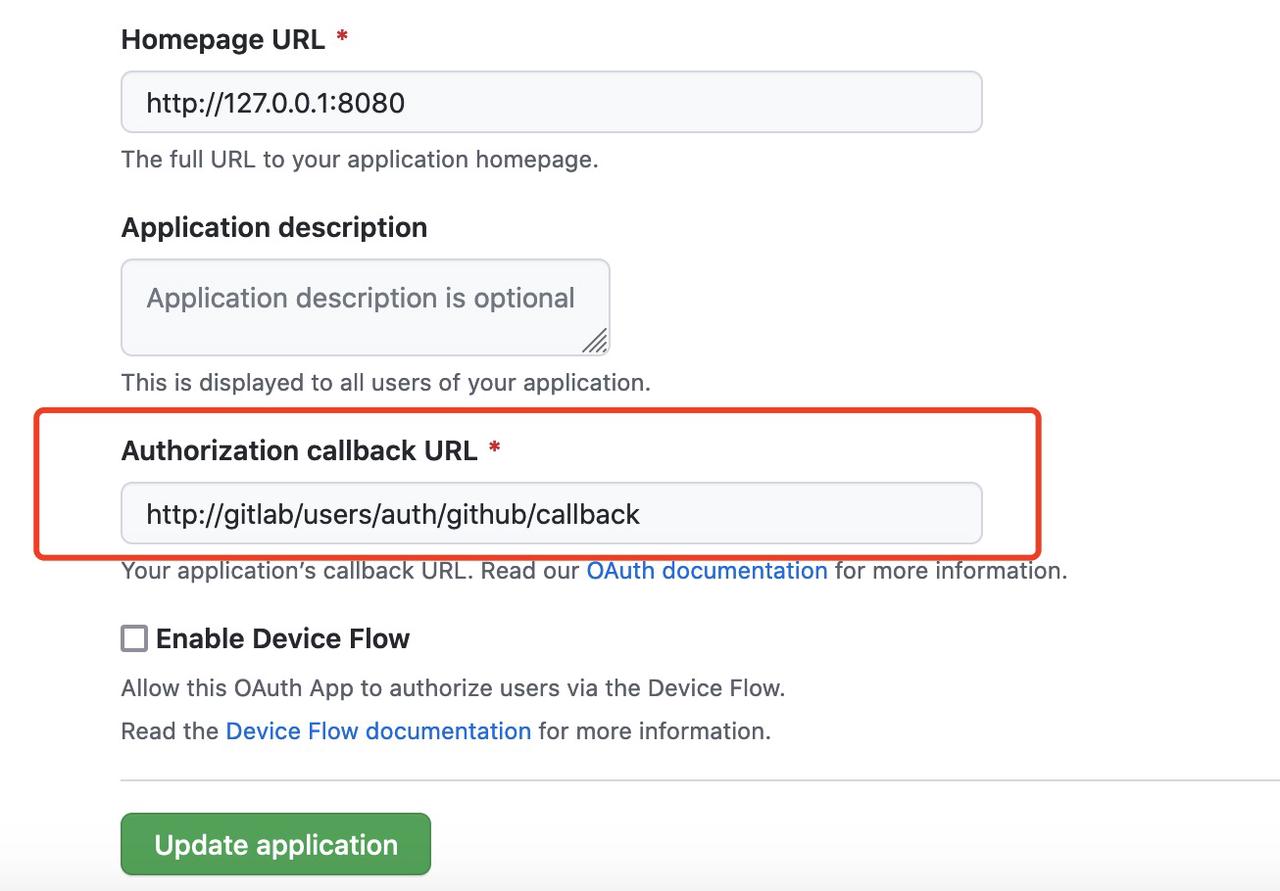 Homepage URL *
http://127.0.0.1:8080
The full URL to your application homepage.
Application description
Application description is optional
This is displayed to all users of your application.
Authorization callback URL *
http://gitlab/users/auth/github/callback
Your application’s callback URL. Read our OAuth documentation for more information.
Enable Device Flow
Allow this OAuth App to authorize users via the Device Flow.
Read the Device Flow documentation for more information.
Update application